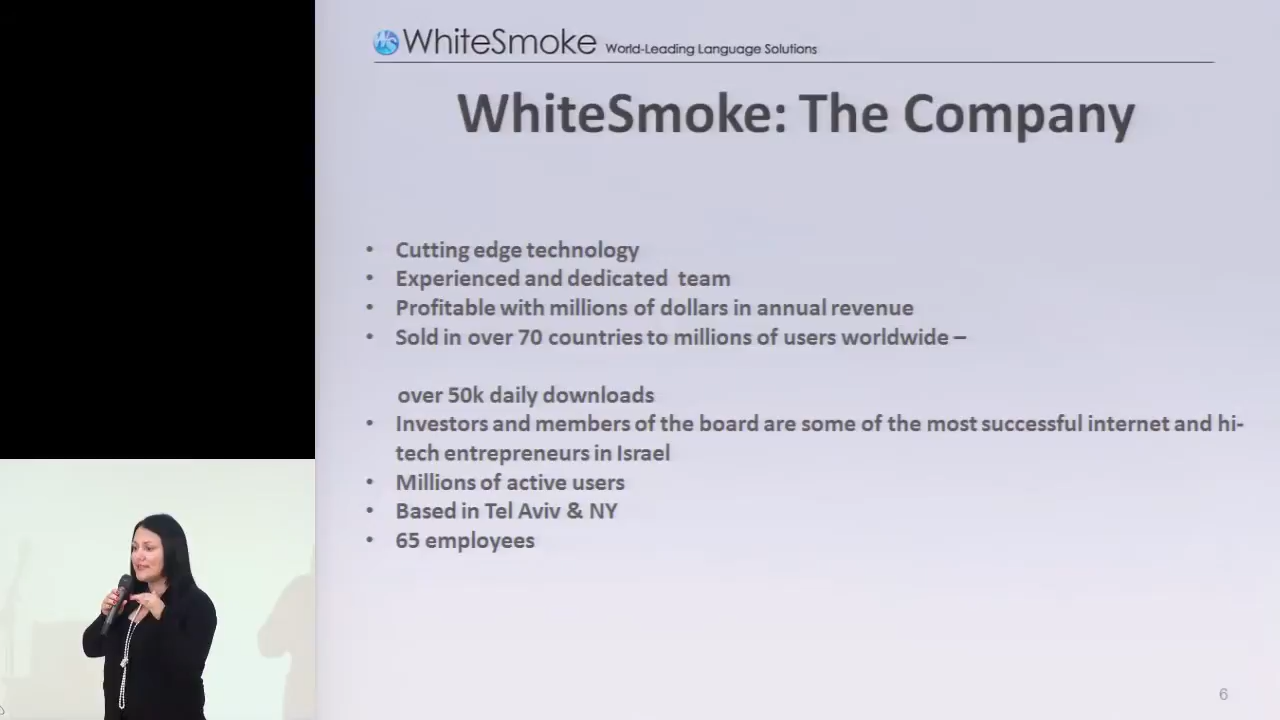 WhiteSmoke World-Leading Language Solutions
WhiteSmoke: The Company
• Cutting edge technology
• Experienced and dedicated team
• Profitable with millions of dollars in annual revenue
• Sold in over 70 countries to millions of users worldwide –
over 50k daily downloads
• Investors and members of the board are some of the most successful internet and hi-
tech entrepreneurs in Israel
• Millions of active users
• Based in Tel Aviv & NY
• 65 employees
6